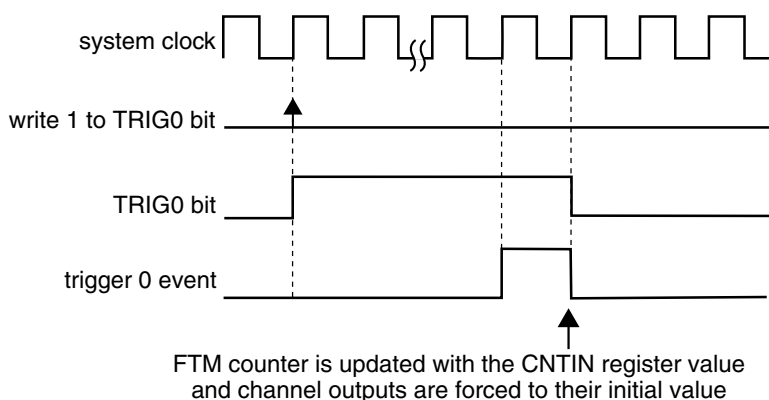 system clock
write 1 to TRIG0 bit
TRIG0 bit
trigger 0 event
FTM counter is updated with the CNTIN register value
and channel outputs are forced to their initial value